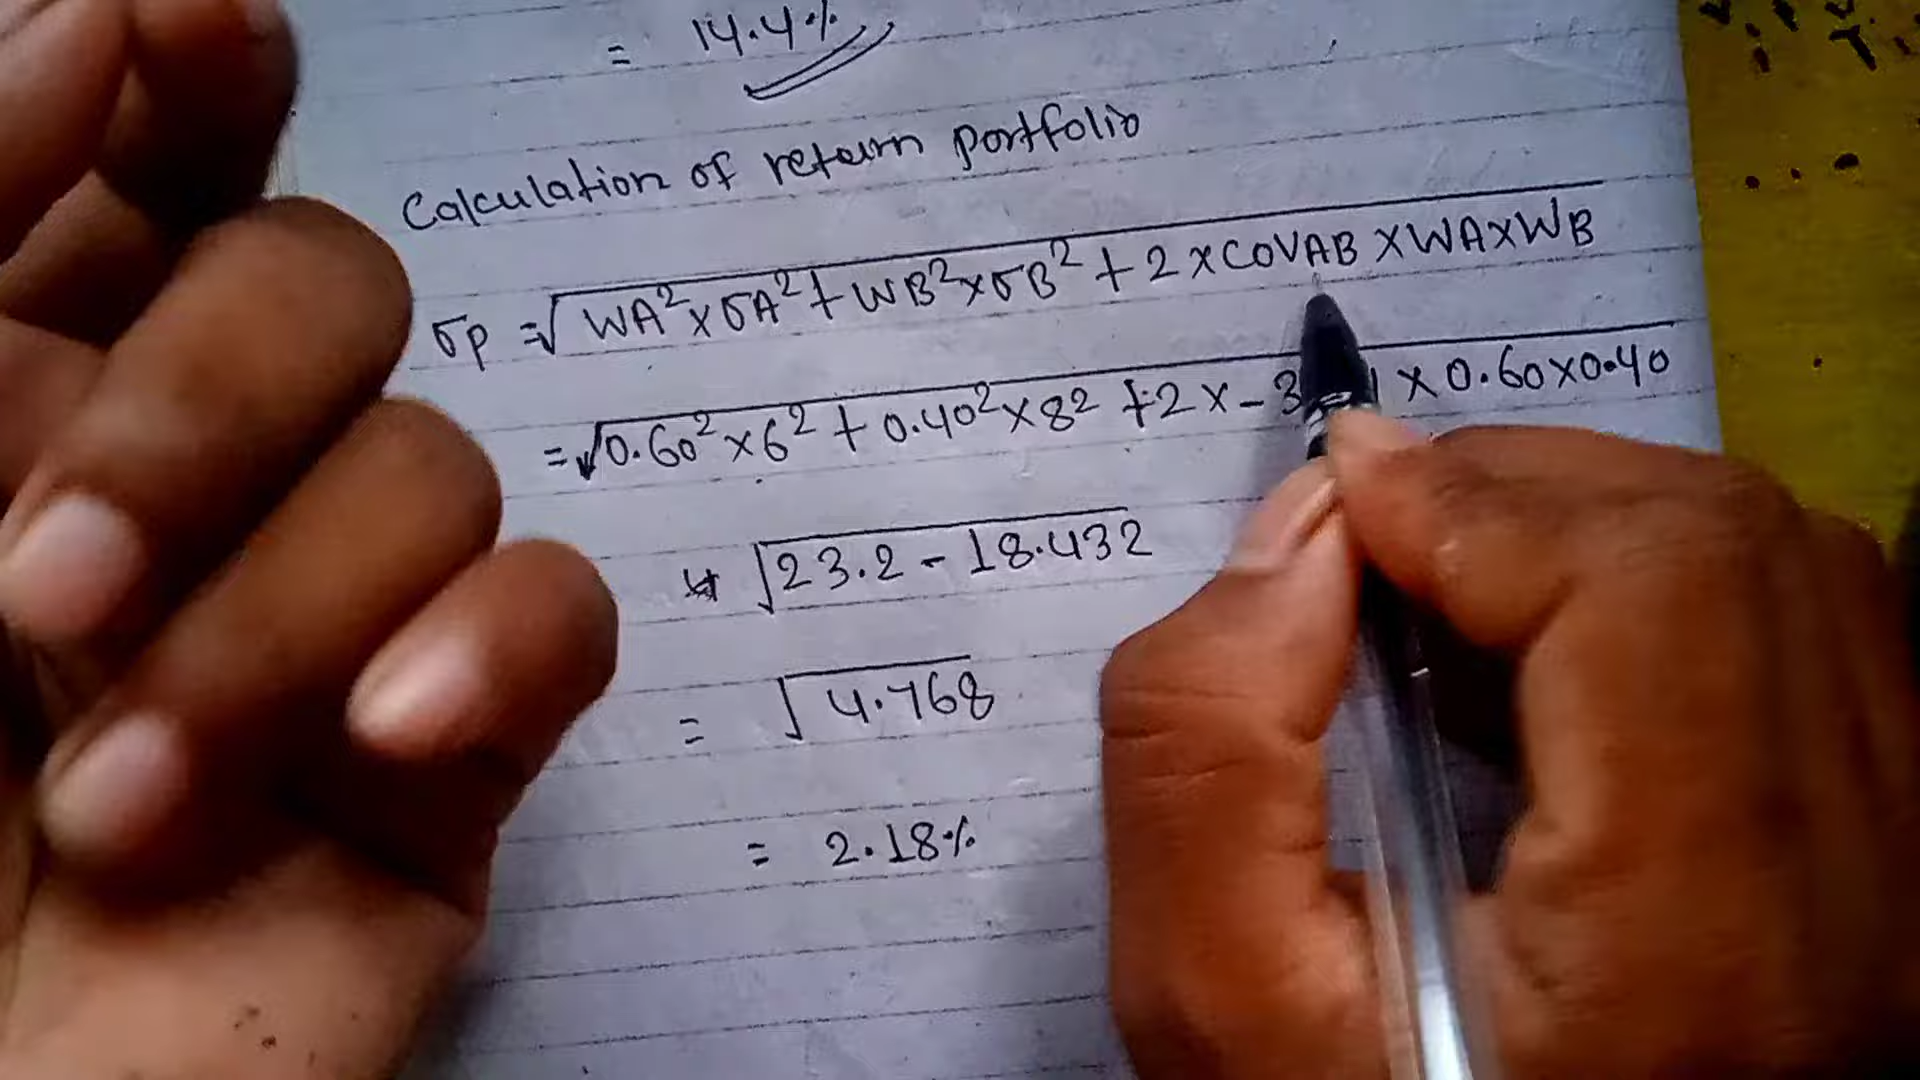 = 14.4%
Calculation of return portfolio
σp = √WA²×σA²+WB²×σB²+2×COVAB×WA×WB
= √0.60²×6²+0.40²×8²+2×-3 ×0.60×0.40
√23.2-18.432
= √4.768
= 2.18%